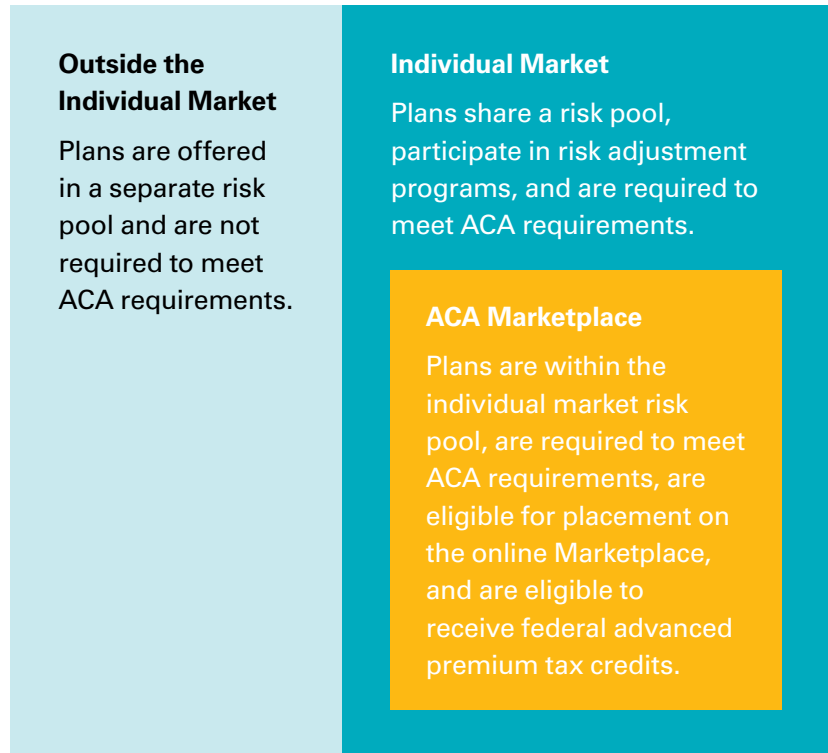 Outside the
Individual Market
Plans are offered
in a separate risk
pool and are not
required to meet
ACA requirements.
Individual Market
Plans share a risk pool,
participate in risk adjustment
programs, and are required to
meet ACA requirements.
ACA Marketplace
Plans are within the
individual market risk
pool, are required to meet
ACA requirements, are
eligible for placement on
the online Marketplace,
and are eligible to
receive federal advanced
premium tax credits.